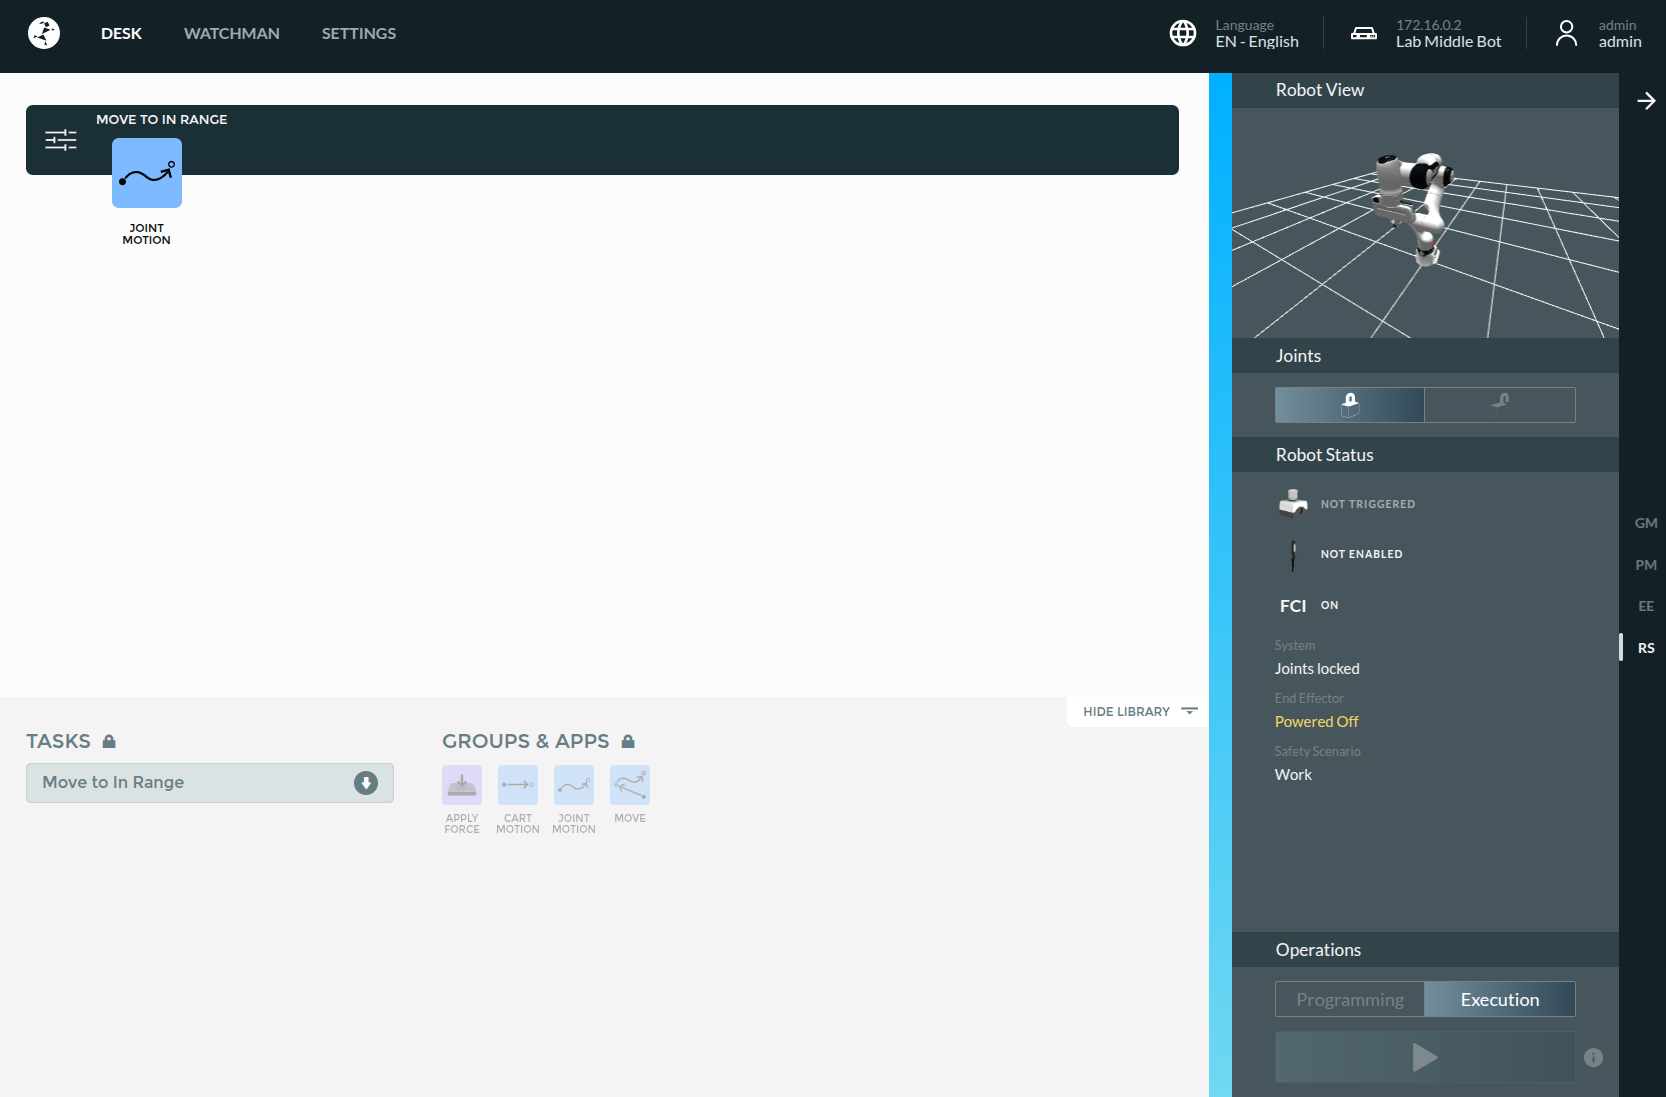 DESK
WATCHMAN
SETTINGS
Language
EN - English
172.16.0.2
Lab Middle Bot
admin
admin
MOVE TO IN RANGE
JOINT
MOTION
HIDE LIBRARY
TASKS
Move to In Range
GROUPS & APPS
APPLY
FORCE
CART
MOTION
JOINT
MOTION
MOVE
Robot View
Joints
Robot Status
NOT TRIGGERED
NOT ENABLED
FCI ON
System
Joints locked
End Effector
Powered Off
Safety Scenario
Work
Operations
Programming
Execution
GM
PM
EE
RS